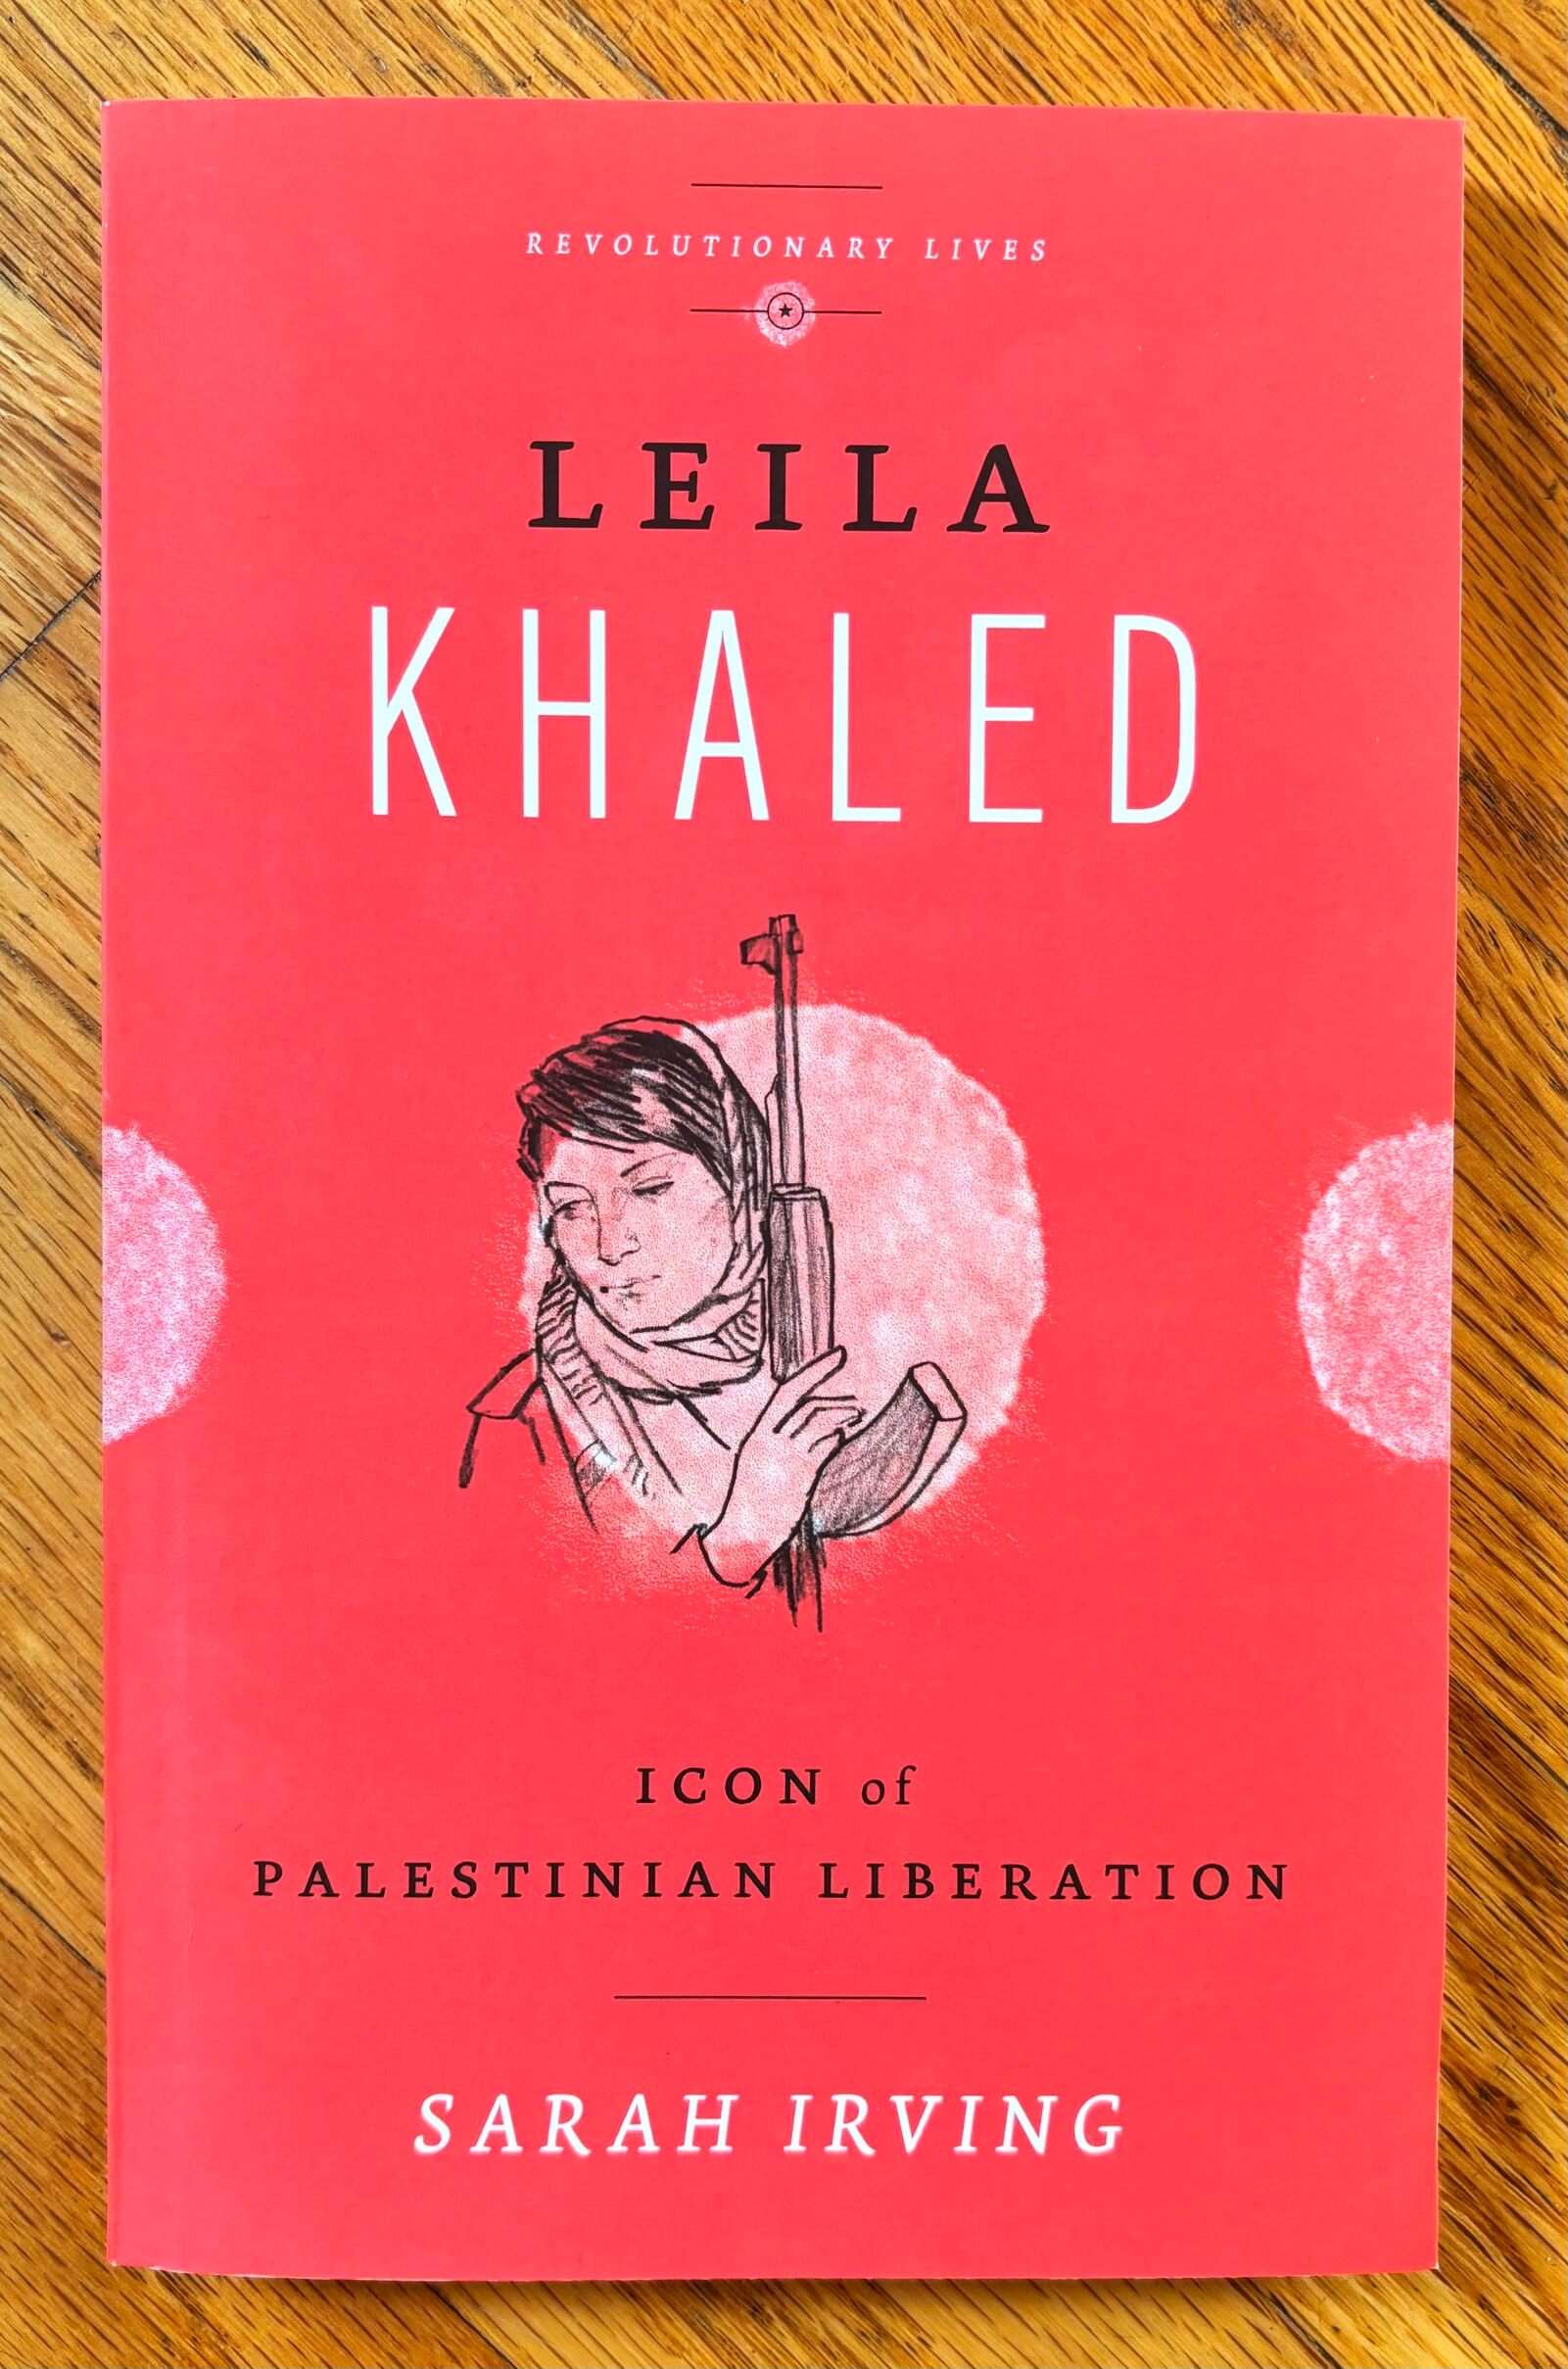 REVOLUTIONARY LIVES
LEILA
KHALED
ICON of
PALESTINIAN LIBERATION
SARAH IRVING